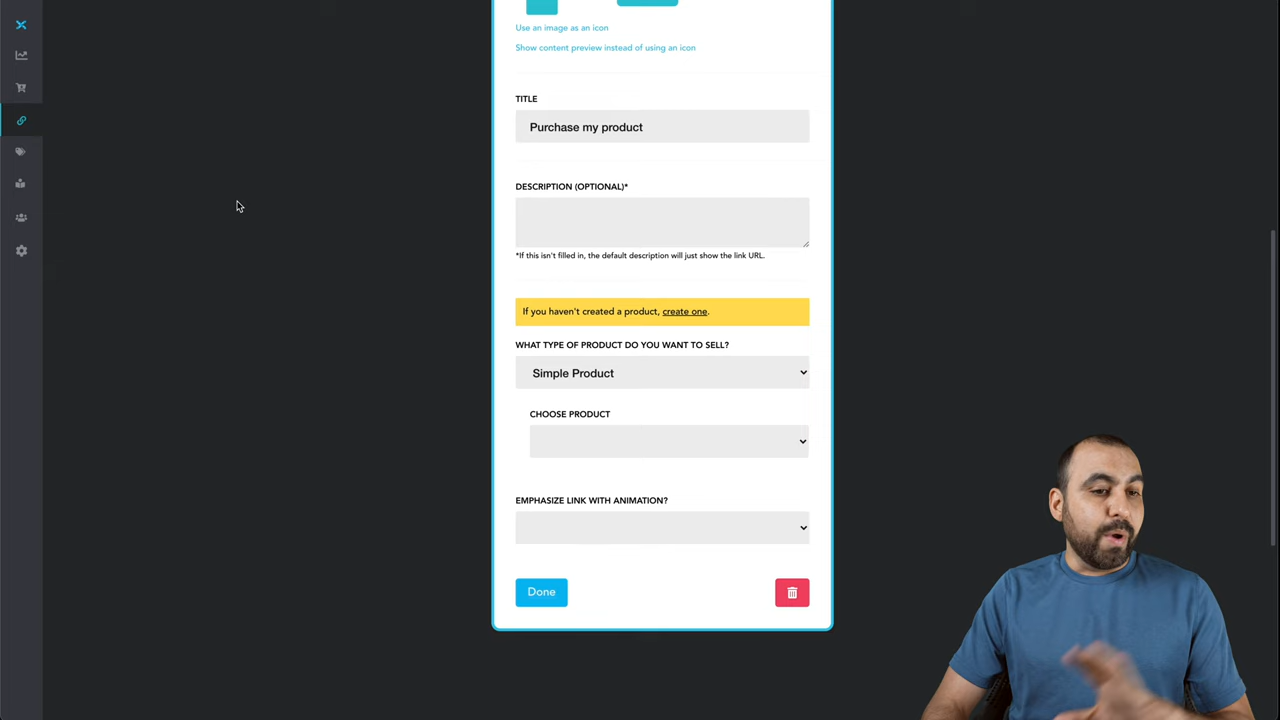 Use an image as an icon
Show content preview instead of using an icon
TITLE
Purchase my product
DESCRIPTION (OPTIONAL)*
*If this isn't filled in, the default description will just show the link URL.
If you haven't created a product, create one.
WHAT TYPE OF PRODUCT DO YOU WANT TO SELL?
Simple Product
CHOOSE PRODUCT
EMPHASIZE LINK WITH ANIMATION?
Done